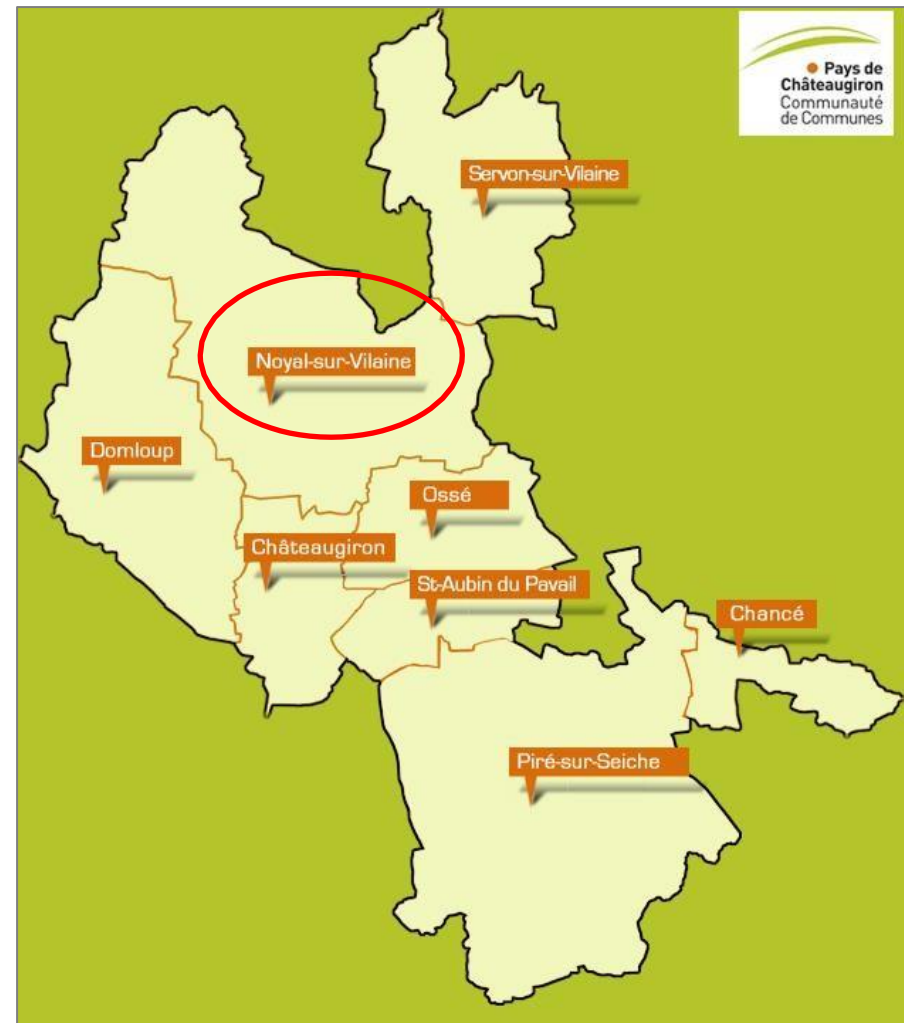 Pays de
Châteaugiron
Communauté
de Communes
Servon-sur-Vilaine
Noyal-sur-Vilaine
Domloup
Ossé
Châteaugiron
St-Aubin du Pavail
Chancé
Piré-sur-Seiche